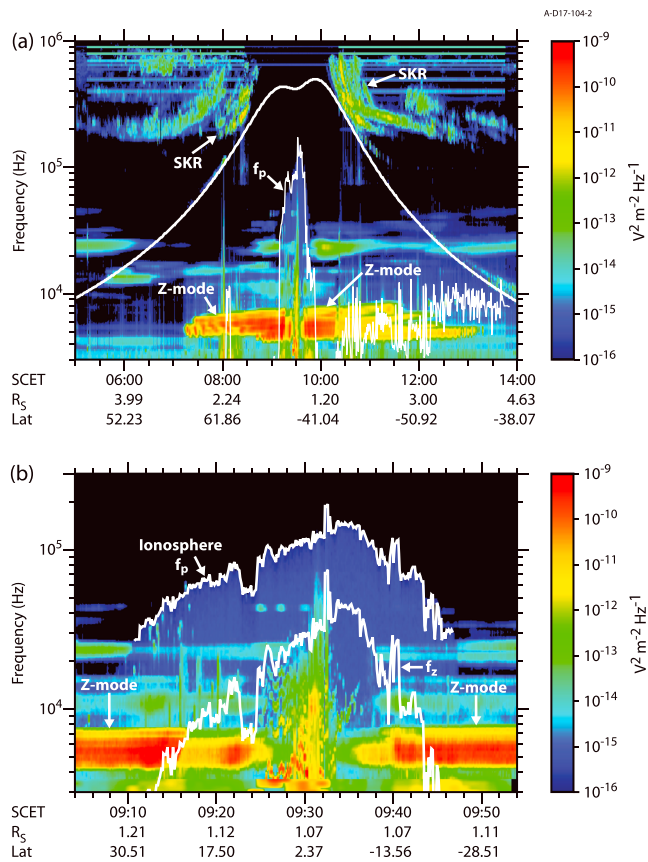 A-D17-104-2
(a)
10^6
10^5
10^4
Frequency (Hz)
SKR
SKR
f_p
Z-mode
Z-mode
10^-9
10^-10
10^-11
10^-12
10^-13
10^-14
10^-15
10^-16
V^2 m^-2 Hz^-1
SCET 06:00 08:00 10:00 12:00 14:00
R_S 3.99 2.24 1.20 3.00 4.63
Lat 52.23 61.86 -41.04 -50.92 -38.07
(b)
10^5
10^4
Frequency (Hz)
Ionosphere
f_p
Z-mode
f_z
Z-mode
10^-9
10^-10
10^-11
10^-12
10^-13
10^-14
10^-15
10^-16
V^2 m^-2 Hz^-1
SCET 09:10 09:20 09:30 09:40 09:50
R_S 1.21 1.12 1.07 1.07 1.11
Lat 30.51 17.50 2.37 -13.56 -28.51